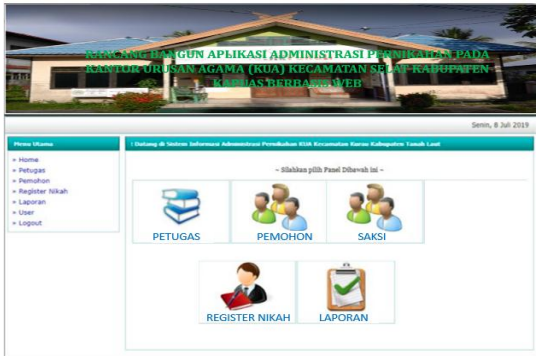 RANCANG BANGUN APLIKASI ADMINISTRASI PERNIKAHAN PADA
KANTOR URUSAN AGAMA (KUA) KECAMATAN SELAT-KABUPATEN
KAPUAS BERBASIS WEB
Senin, 8 Juli 2019
Menu Utama
» Home
» Petugas
» Pemohon
» Register Nikah
» Laporan
» User
» Logout
! Datang di Sistem Informasi Administrasi Pernikahan KUA Kecamatan Kurau Kabupaten Tanah Laut
~ Silahkan pilih Panel Dibawah ini ~
PETUGAS
PEMOHON
SAKSI
REGISTER NIKAH
LAPORAN